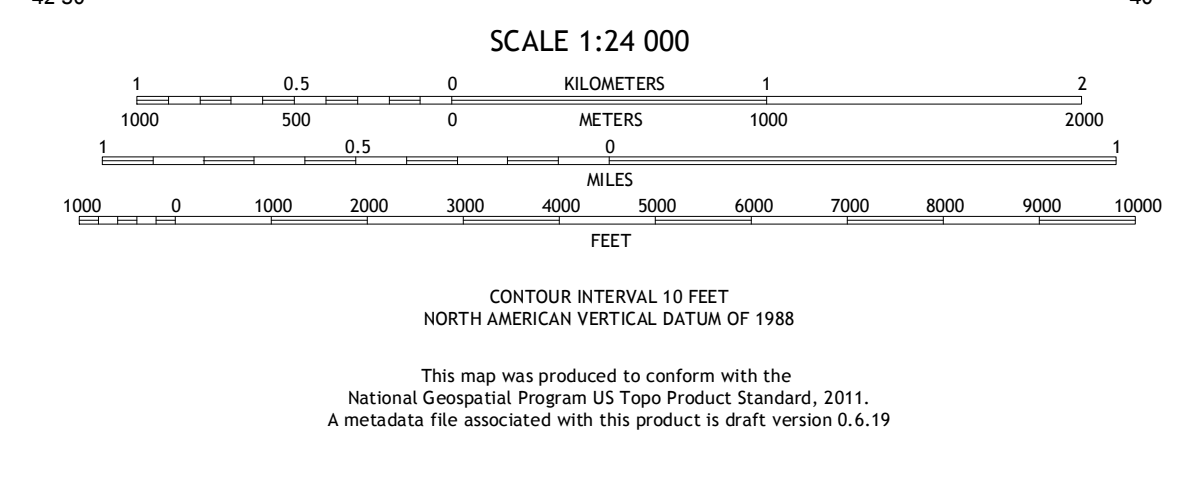 SCALE 1:24 000
1 0.5 0 KILOMETERS 1 2
1000 500 0 METERS 1000 2000
1 0.5 0 1
MILES
1000 0 1000 2000 3000 4000 5000 6000 7000 8000 9000 10000
FEET
CONTOUR INTERVAL 10 FEET
NORTH AMERICAN VERTICAL DATUM OF 1988
This map was produced to conform with the
National Geospatial Program US Topo Product Standard, 2011.
A metadata file associated with this product is draft version 0.6.19